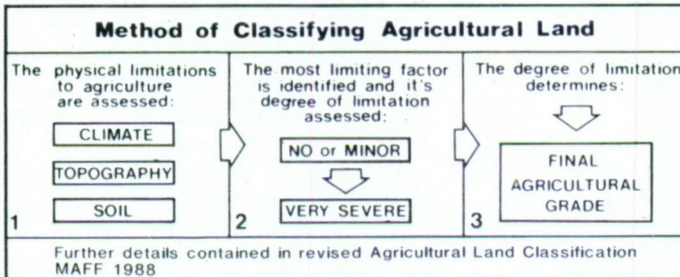 Method of Classifying Agricultural Land
The physical limitations
to agriculture
are assessed:
CLIMATE
TOPOGRAPHY
SOIL
1
The most limiting factor
is identified and it's
degree of limitation
assessed:
NO or MINOR
VERY SEVERE
2
The degree of limitation
determines:
FINAL
AGRICULTURAL
GRADE
3
Further details contained in revised Agricultural Land Classification
MAFF 1988